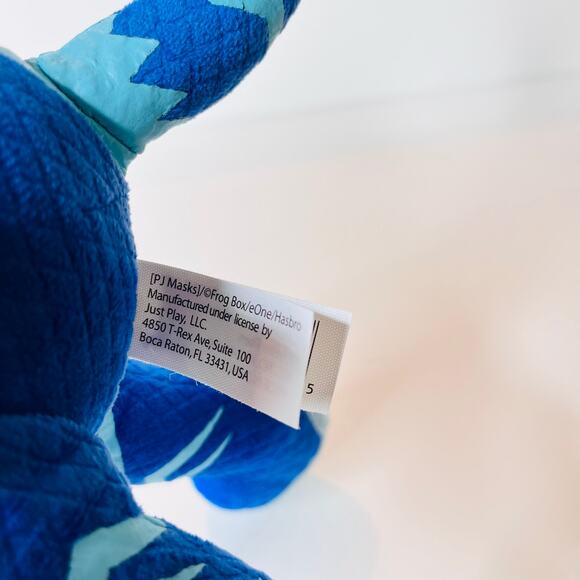 [PJ Masks]/©Frog Box/eOne/Hasbro
Manufactured under license by
Just Play, LLC
4850 T-Rex Ave, Suite 100
Boca Raton, FL 33431, USA
5